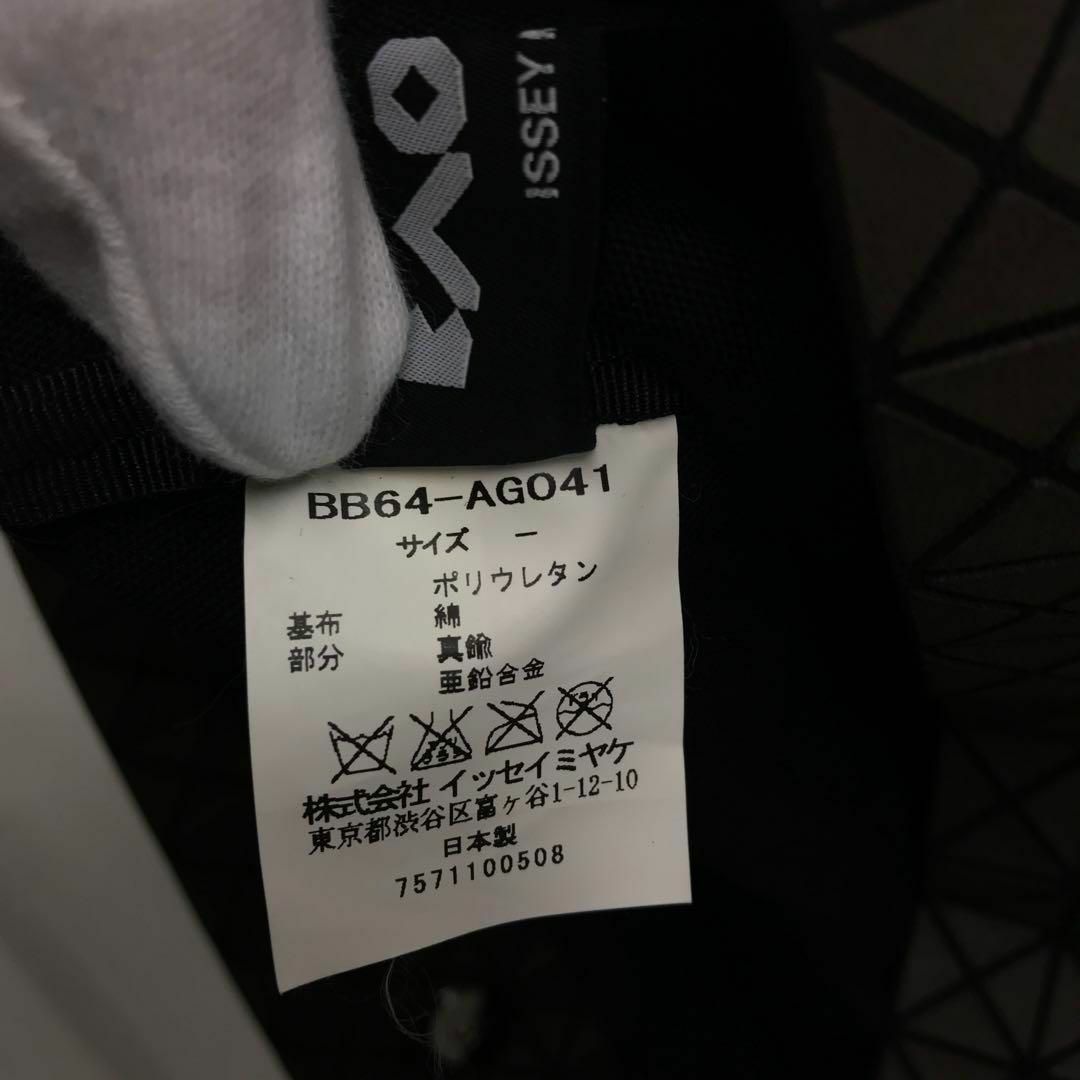 ISSEY
BB64-AG041
サイズ －
ポリウレタン
基布 綿
部分 真鍮
亜鉛合金
株式会社 イッセイミヤケ
東京都渋谷区富ヶ谷1-12-10
日本製
7571100508